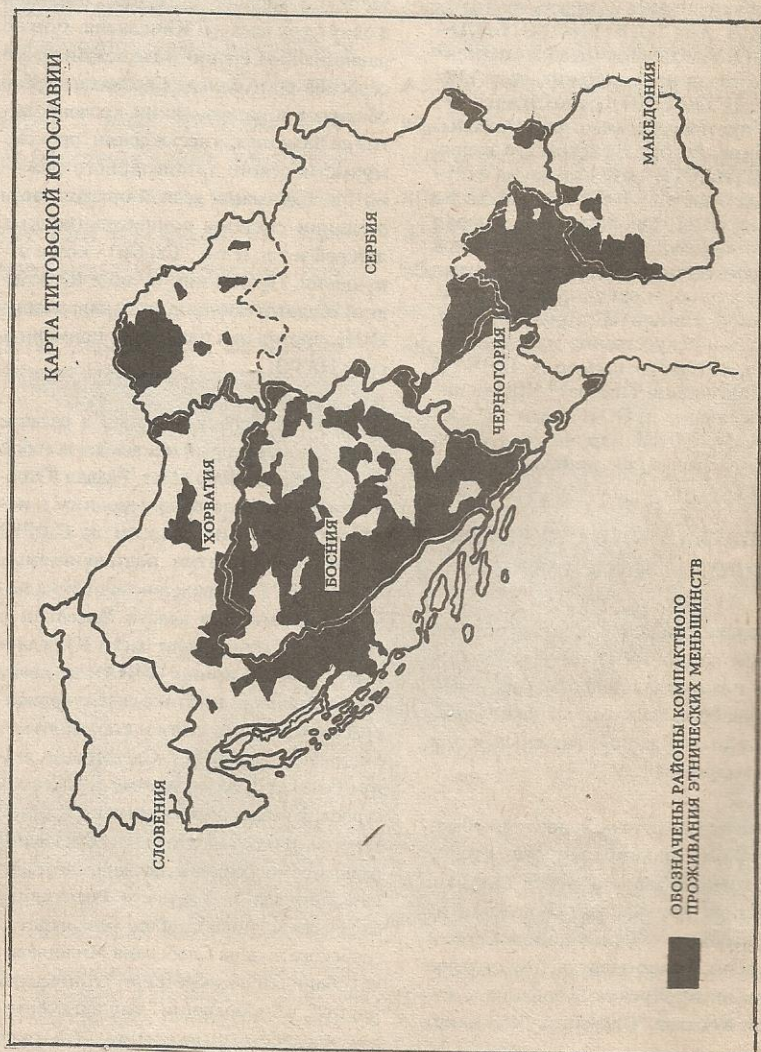 КАРТА ТИТОВСКОЙ ЮГОСЛАВИИ
СЛОВЕНИЯ
ХОРВАТИЯ
БОСНИЯ
СЕРБИЯ
ЧЕРНОГОРИЯ
МАКЕДОНИЯ
ОБОЗНАЧЕНЫ РАЙОНЫ КОМПАКТНОГО
ПРОЖИВАНИЯ ЭТНИЧЕСКИХ МЕНЬШИНСТВ